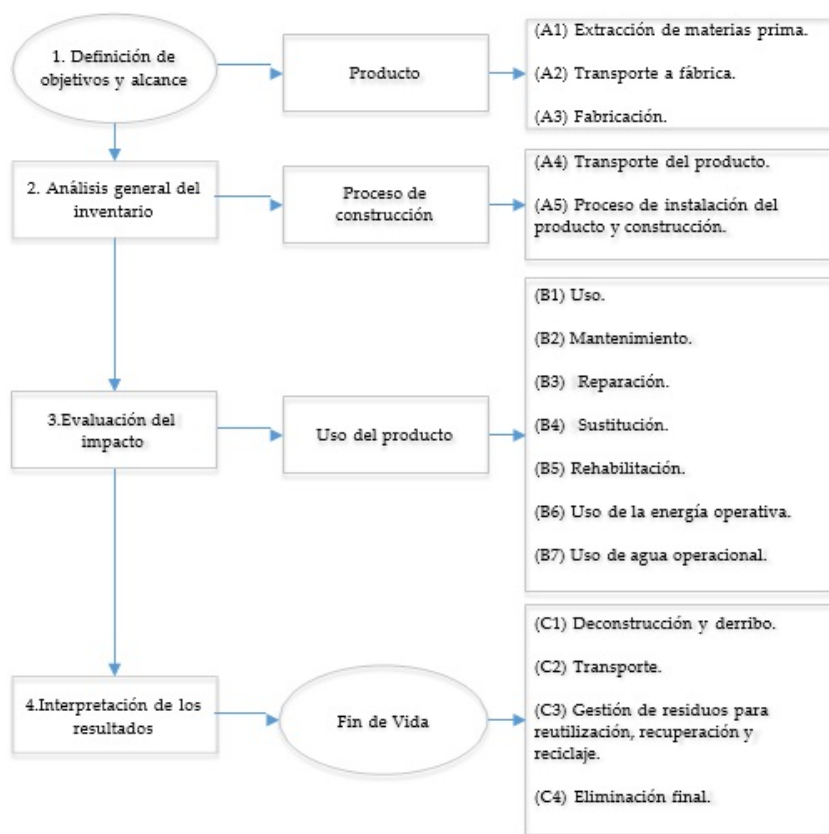 1. Definición de
objetivos y alcance
Producto
(A1) Extracción de materias prima.
(A2) Transporte a fábrica.
(A3) Fabricación.
2. Análisis general del
inventario
Proceso de
construcción
(A4) Transporte del producto.
(A5) Proceso de instalación del
producto y construcción.
3.Evaluación del
impacto
Uso del producto
(B1) Uso.
(B2) Mantenimiento.
(B3) Reparación.
(B4) Sustitución.
(B5) Rehabilitación.
(B6) Uso de la energía operativa.
(B7) Uso de agua operacional.
4.Interpretación de los
resultados
Fin de Vida
(C1) Deconstrucción y derribo.
(C2) Transporte.
(C3) Gestión de residuos para
reutilización, recuperación y
reciclaje.
(C4) Eliminación final.